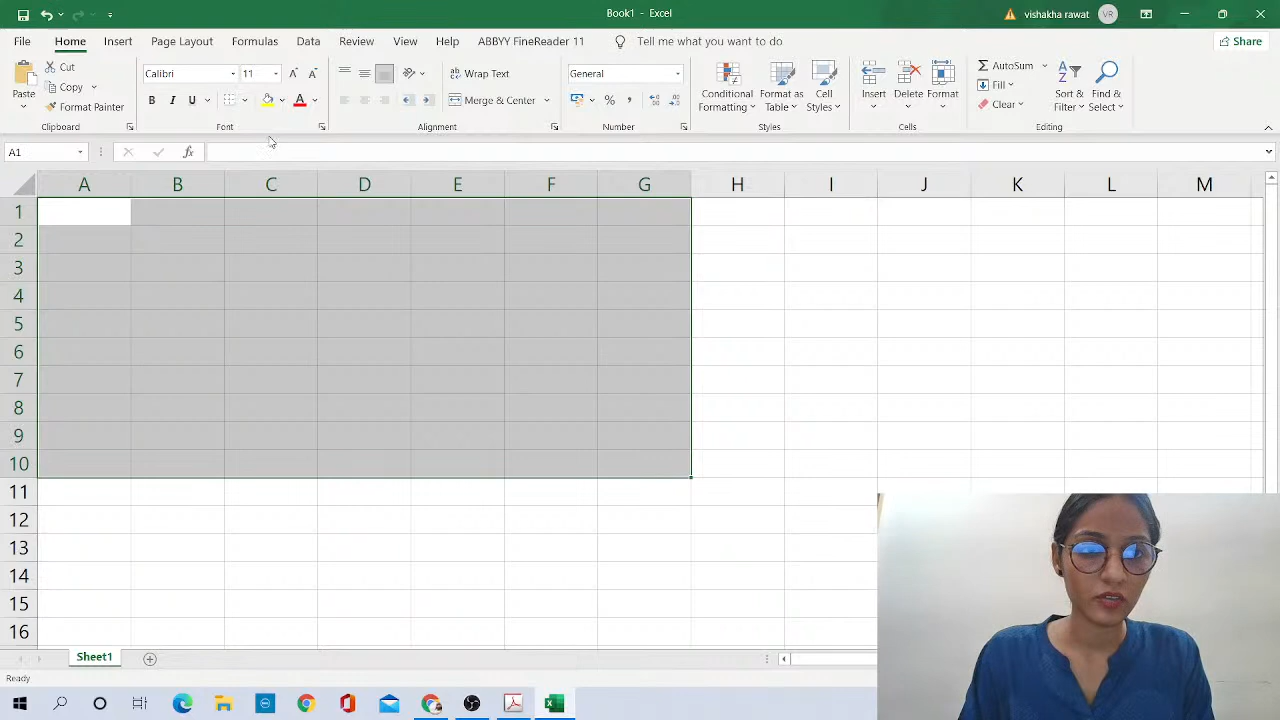 Book1 - Excel
vishakha rawat VR
File Home Insert Page Layout Formulas Data Review View Help ABBYY FineReader 11 Tell me what you want to do Share
Paste Cut Copy Format Painter
Calibri 11
B I U A
Wrap Text
Merge & Center
General
% ,
Conditional Formatting Format as Table Cell Styles
Insert Delete Format
AutoSum
Fill
Clear
Sort & Filter Find & Select
Clipboard Font Alignment Number Styles Cells Editing
A1 fx
A B C D E F G H I J K L M
1
2
3
4
5
6
7
8
9
10
11
12
13
14
15
16
Sheet1
Ready